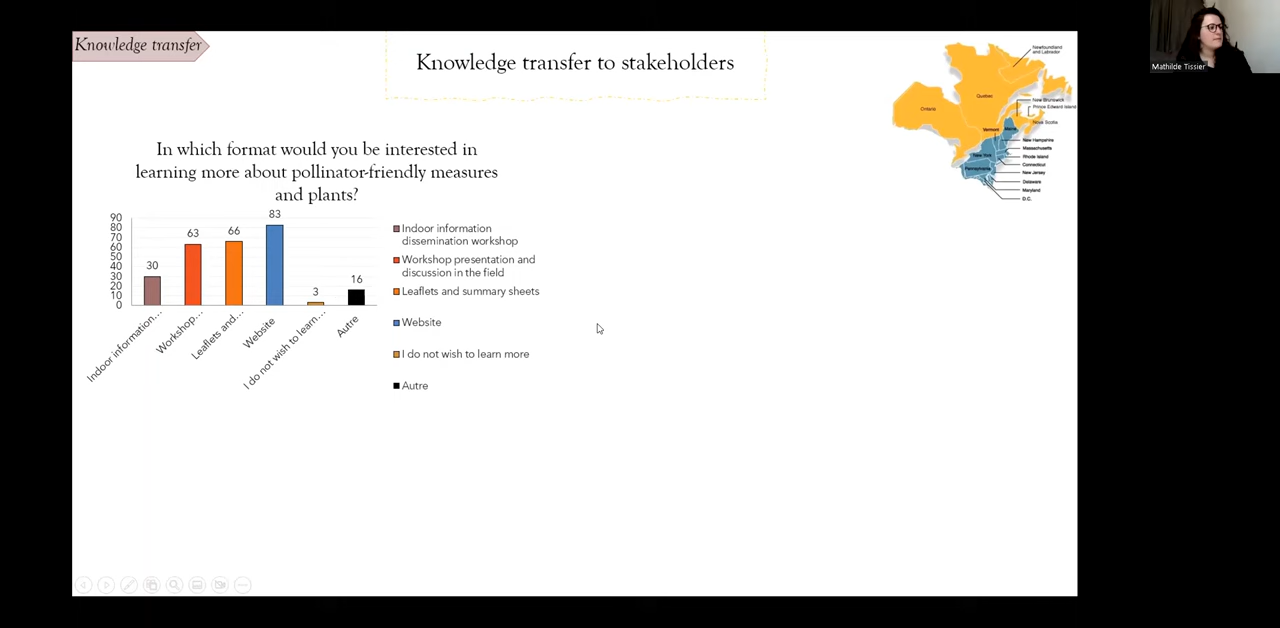 Knowledge transfer
Knowledge transfer to stakeholders
Mathilde Tissier
Newfoundland
and Labrador
Quebec
Ontario
New Brunswick
Prince Edward Island
Nova Scotia
Vermont
Maine
New Hampshire
Massachusetts
New York
Rhode Island
Connecticut
Pennsylvania
New Jersey
Delaware
Maryland
D.C.
In which format would you be interested in
learning more about pollinator-friendly measures
and plants?
90
80
70
60
50
40
30
20
10
0
30
63
66
83
3
16
Indoor information...
Workshop...
Leaflets and...
Website
I do not wish to learn...
Autre
Indoor information
dissemination workshop
Workshop presentation and
discussion in the field
Leaflets and summary sheets
Website
I do not wish to learn more
Autre